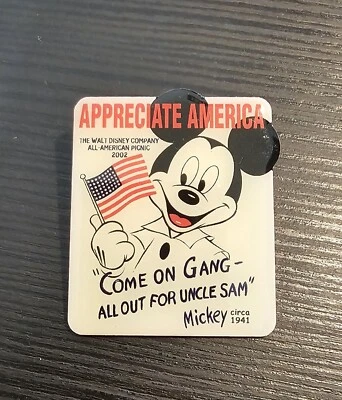 APPRECIATE AMERICA
THE WALT DISNEY COMPANY
ALL-AMERICAN PICNIC
2002
"COME ON GANG-
ALL OUT FOR UNCLE SAM"
Mickey circa
1941